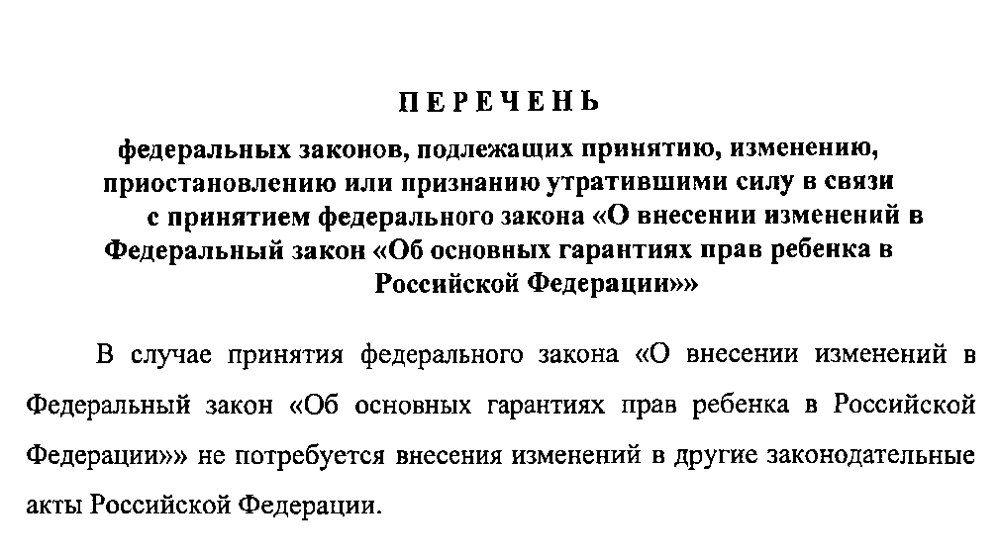 ПЕРЕЧЕНЬ
федеральных законов, подлежащих принятию, изменению,
приостановлению или признанию утратившими силу в связи
с принятием федерального закона «О внесении изменений в
Федеральный закон «Об основных гарантиях прав ребенка в
Российской Федерации»»
В случае принятия федерального закона «О внесении изменений в
Федеральный закон «Об основных гарантиях прав ребенка в Российской
Федерации»» не потребуется внесения изменений в другие законодательные
акты Российской Федерации.